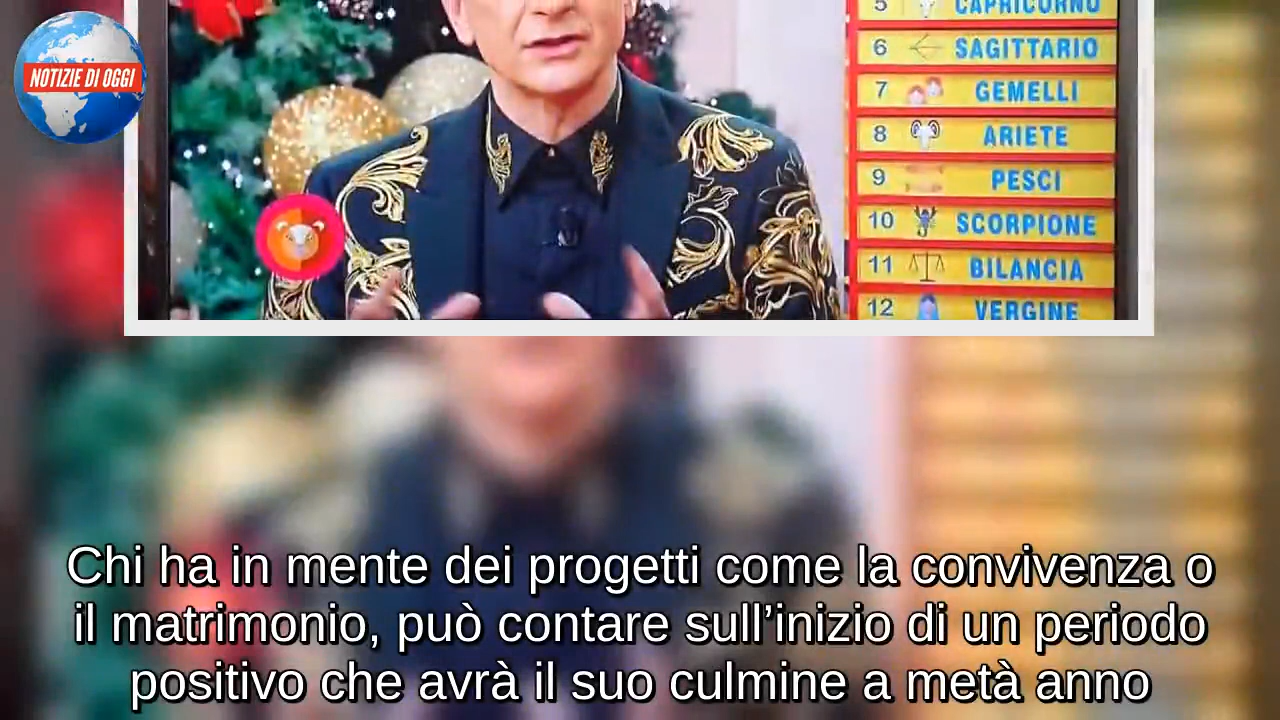 NOTIZIE DI OGGI
5 CAPRICORNO
6 SAGITTARIO
7 GEMELLI
8 ARIETE
9 PESCI
10 SCORPIONE
11 BILANCIA
12 VERGINE
Chi ha in mente dei progetti come la convivenza o
il matrimonio, può contare sull’inizio di un periodo
positivo che avrà il suo culmine a metà anno